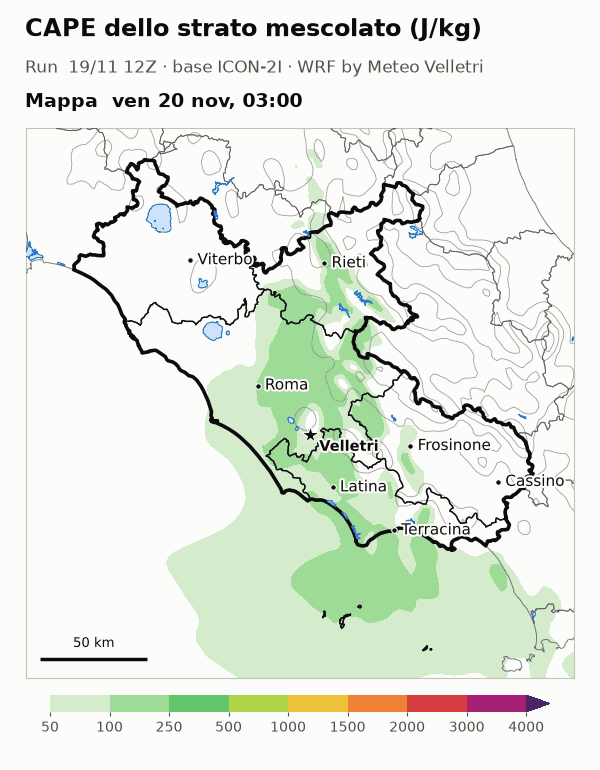 CAPE dello strato mescolato (J/kg)
Run  19/11 12Z · base ICON-2I · WRF by Meteo Velletri
Mappa  ven 20 nov, 03:00
Viterbo
Rieti
Roma
Velletri
Frosinone
Cassino
Latina
Terracina
50 km
50 100 250 500 1000 1500 2000 3000 4000